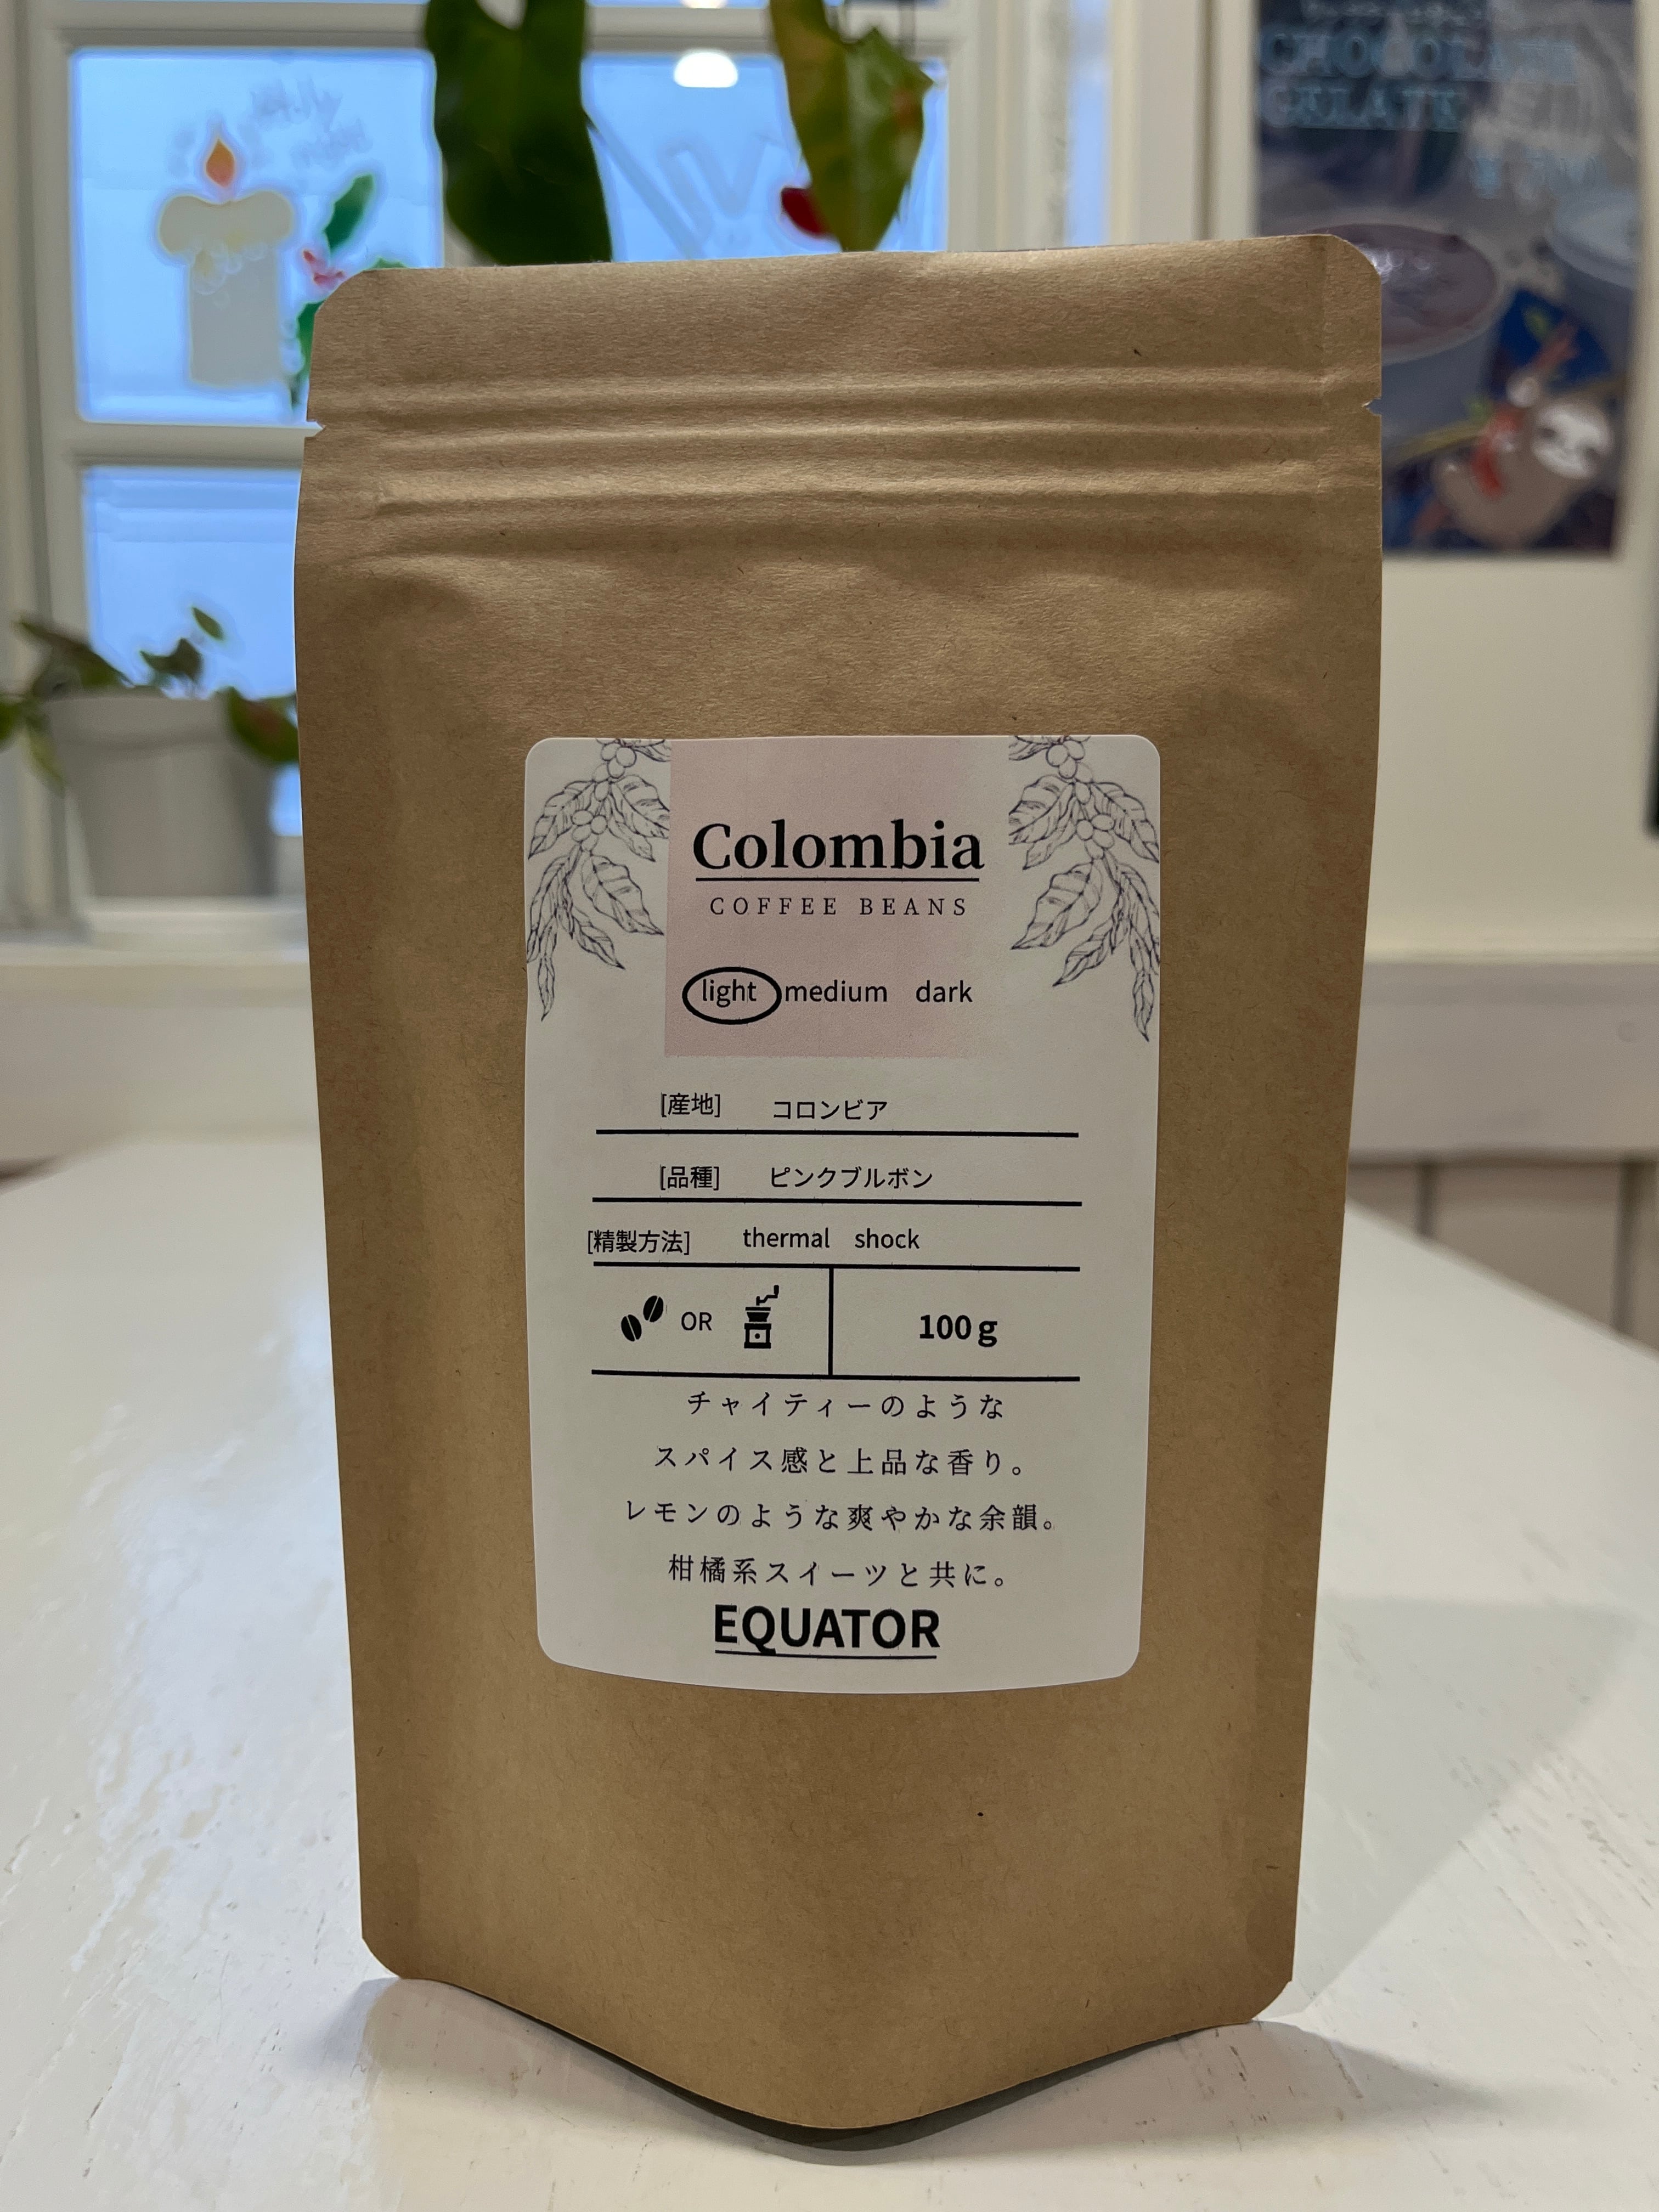 CHOCOLATE
GELATE
Colombia
COFFEE BEANS
light medium dark
[産地] コロンビア
[品種] ピンクブルボン
[精製方法] thermal shock
OR 100g
チャイティーのような
スパイス感と上品な香り。
レモンのような爽やかな余韻。
柑橘系スイーツと共に。
EQUATOR